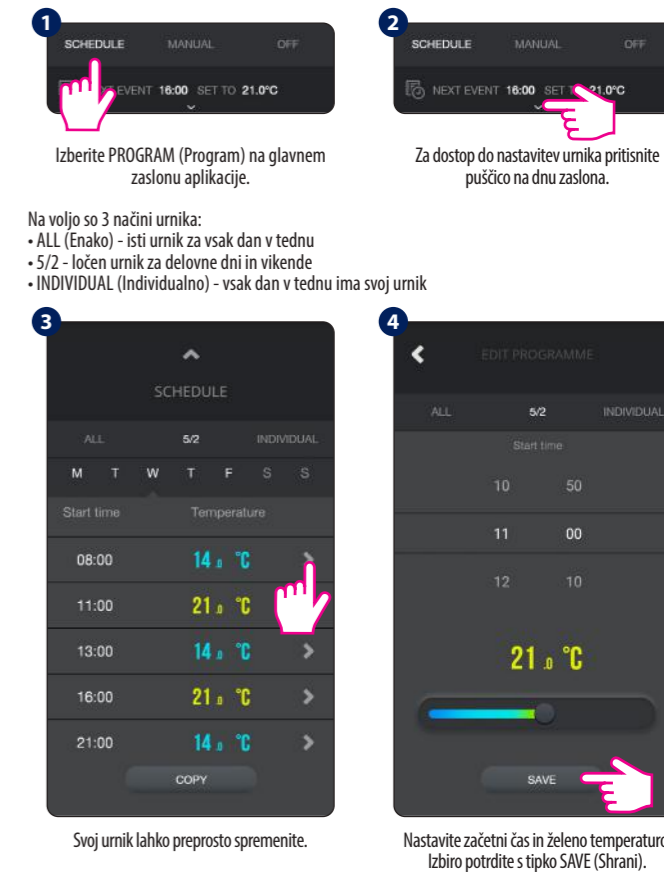 1
SCHEDULE MANUAL OFF
EVENT 16:00 SET TO 21.0°C
Izberite PROGRAM (Program) na glavnem
zaslonu aplikacije.
2
SCHEDULE MANUAL OFF
NEXT EVENT 16:00 SET 21.0°C
Za dostop do nastavitev urnika pritisnite
puščico na dnu zaslona.
Na voljo so 3 načini urnika:
• ALL (Enako) - isti urnik za vsak dan v tednu
• 5/2 - ločen urnik za delovne dni in vikende
• INDIVIDUAL (Individualno) - vsak dan v tednu ima svoj urnik
3
SCHEDULE
ALL 5/2 INDIVIDUAL
M T W T F S S
Start time Temperature
08:00 14.0 °C
11:00 21.0 °C
13:00 14.0 °C
16:00 21.0 °C
21:00 14.0 °C
COPY
Svoj urnik lahko preprosto spremenite.
4
EDIT PROGRAMME
ALL 5/2 INDIVIDUAL
Start time
10 50
11 00
12 10
21.0 °C
SAVE
Nastavite začetni čas in želeno temperaturo
Izbiro potrdite s tipko SAVE (Shrani).